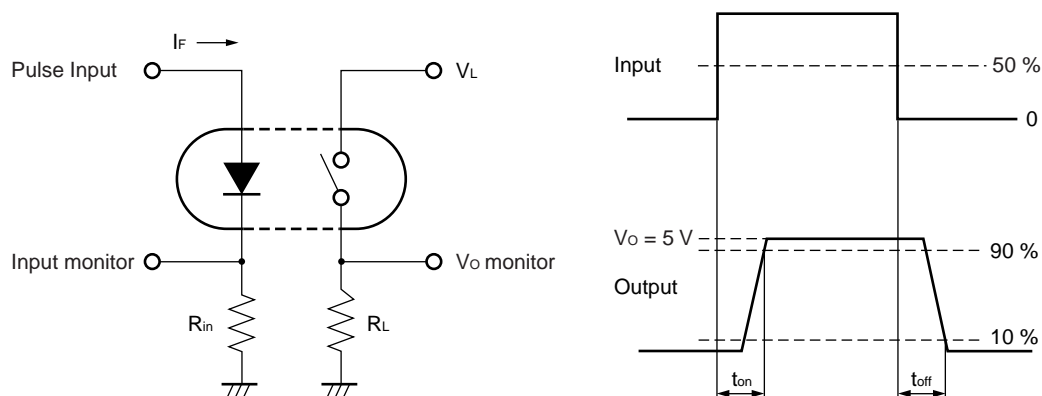 IF
Pulse Input
VL
Input monitor
VO monitor
Rin
RL
Input
50 %
0
VO = 5 V
90 %
Output
10 %
ton
toff